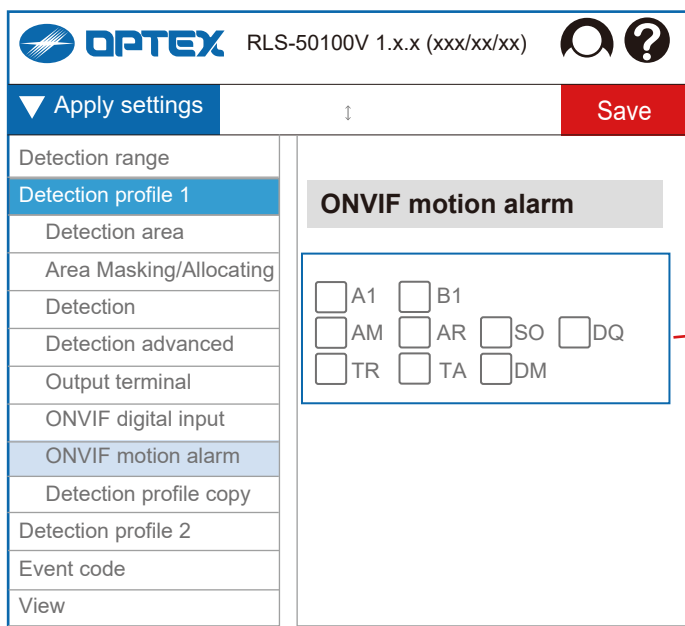 OPTEX RLS-50100V 1.x.x (xxx/xx/xx) ?
Apply settings
Save
Detection range
Detection profile 1
Detection area
Area Masking/Allocating
Detection
Detection advanced
Output terminal
ONVIF digital input
ONVIF motion alarm
Detection profile copy
Detection profile 2
Event code
View
ONVIF motion alarm
A1 B1
AM AR SO DQ
TR TA DM